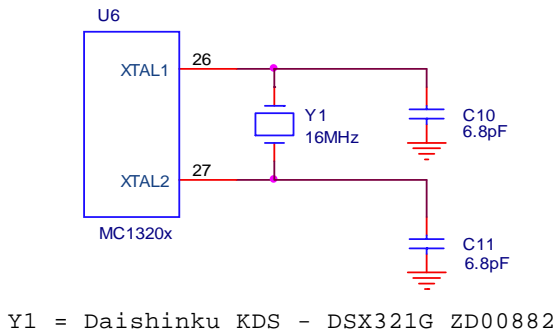 U6
XTAL1
26
Y1
16MHz
C10
6.8pF
XTAL2
27
MC1320x
C11
6.8pF
Y1 = Daishinku KDS - DSX321G ZD00882